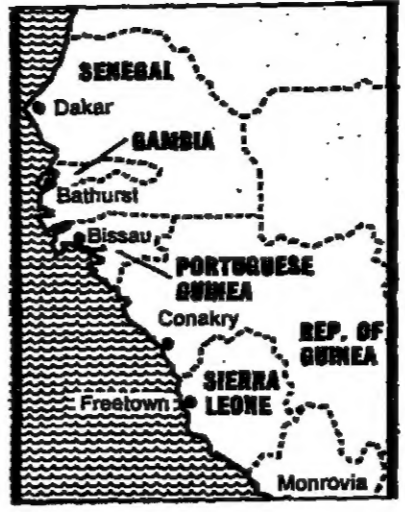 SENEGAL
Dakar
GAMBIA
Bathurst
Bissau
PORTUGUESE
GUINEA
Conakry
REP. OF
GUINEA
SIERRA
LEONE
Freetown
Monrovia